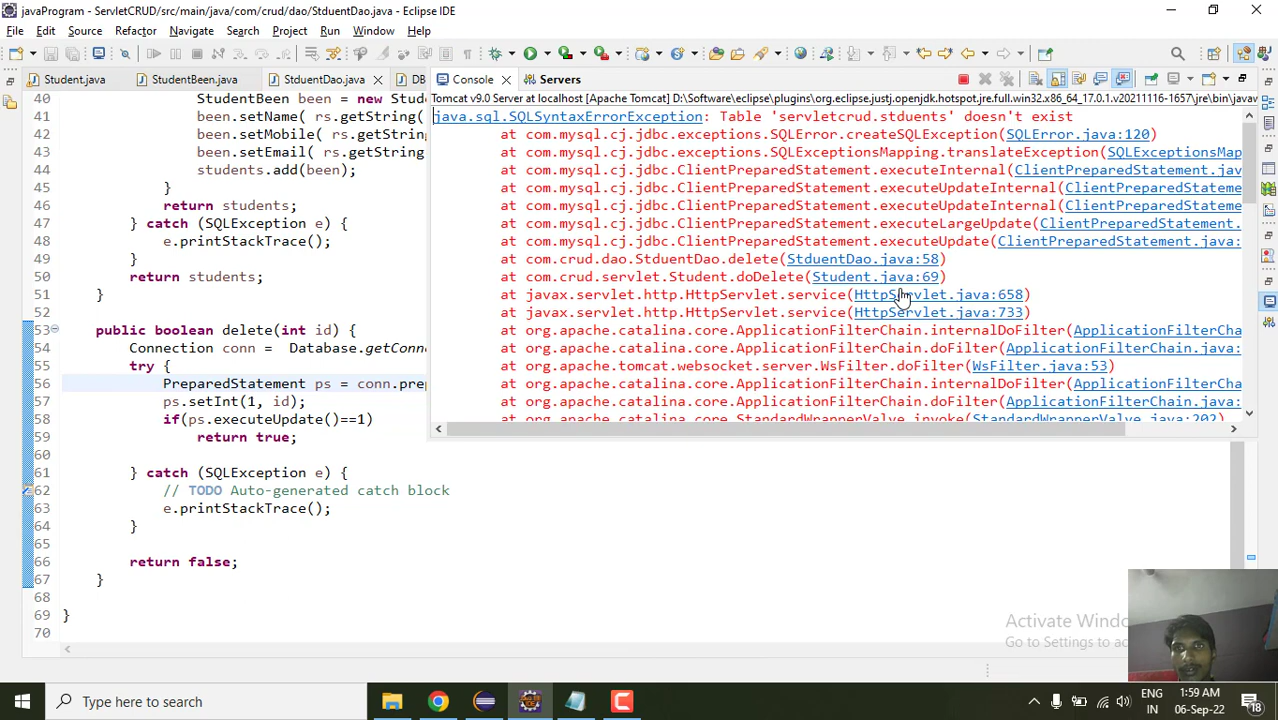 javaProgram - ServletCRUD/src/main/java/com/crud/dao/StduentDao.java - Eclipse IDE
File Edit Source Refactor Navigate Search Project Run Window Help
Student.java StudentBeen.java StduentDao.java DB Console Servers
Tomcat v9.0 Server at localhost [Apache Tomcat] D:\Software\eclipse\plugins\org.eclipse.justj.openjdk.hotspot.jre.full.win32.x86_64_17.0.1.v20211116-1657\jre\bin\javaw
40 StudentBeen been = new Stud
41 been.setName( rs.getString(
42 been.setMobile( rs.getStrin
43 been.setEmail( rs.getString
44 students.add(been);
45 }
46 return students;
47 } catch (SQLException e) {
48 e.printStackTrace();
49 }
50 return students;
51 }
52
53 public boolean delete(int id) {
54 Connection conn = Database.getConne
55 try {
56 PreparedStatement ps = conn.prep
57 ps.setInt(1, id);
58 if(ps.executeUpdate()==1)
59 return true;
60
61 } catch (SQLException e) {
62 // TODO Auto-generated catch block
63 e.printStackTrace();
64 }
65
66 return false;
67 }
68
69 }
70
java.sql.SQLSyntaxErrorException: Table 'servletcrud.stduents' doesn't exist
at com.mysql.cj.jdbc.exceptions.SQLError.createSQLException(SQLError.java:120)
at com.mysql.cj.jdbc.exceptions.SQLExceptionsMapping.translateException(SQLExceptionsMap
at com.mysql.cj.jdbc.ClientPreparedStatement.executeInternal(ClientPreparedStatement.jav
at com.mysql.cj.jdbc.ClientPreparedStatement.executeUpdateInternal(ClientPreparedStateme
at com.mysql.cj.jdbc.ClientPreparedStatement.executeUpdateInternal(ClientPreparedStateme
at com.mysql.cj.jdbc.ClientPreparedStatement.executeLargeUpdate(ClientPreparedStatement.
at com.mysql.cj.jdbc.ClientPreparedStatement.executeUpdate(ClientPreparedStatement.java:
at com.crud.dao.StduentDao.delete(StduentDao.java:58)
at com.crud.servlet.Student.doDelete(Student.java:69)
at javax.servlet.http.HttpServlet.service(HttpServlet.java:658)
at javax.servlet.http.HttpServlet.service(HttpServlet.java:733)
at org.apache.catalina.core.ApplicationFilterChain.internalDoFilter(ApplicationFilterCha
at org.apache.catalina.core.ApplicationFilterChain.doFilter(ApplicationFilterChain.java:
at org.apache.tomcat.websocket.server.WsFilter.doFilter(WsFilter.java:53)
at org.apache.catalina.core.ApplicationFilterChain.internalDoFilter(ApplicationFilterCha
at org.apache.catalina.core.ApplicationFilterChain.doFilter(ApplicationFilterChain.java:
at org.apache.catalina.core.StandardWrapperValve.invoke(StandardWrapperValve.java:202)
Activate Windo
Go to Settings to ac
Type here to search
ENG
IN
1:59 AM
06-Sep-22
18